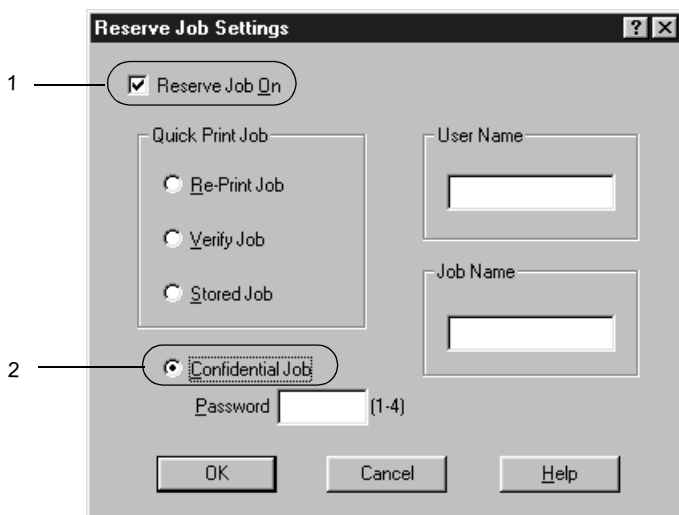 Reserve Job Settings
1
Reserve Job On
Quick Print Job
User Name
Re-Print Job
Verify Job
Stored Job
Job Name
2
Confidential Job
Password (1-4)
OK Cancel Help